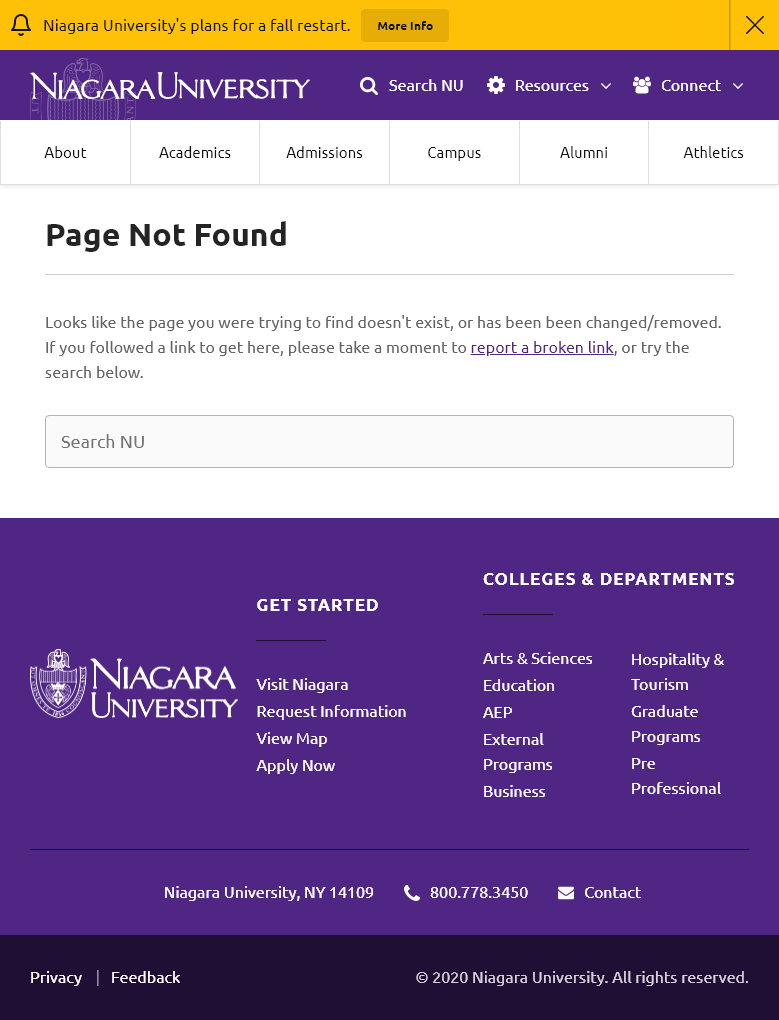 Niagara University's plans for a fall restart. More Info
NIAGARA UNIVERSITY
Search NU Resources Connect
About Academics Admissions Campus Alumni Athletics
Page Not Found
Looks like the page you were trying to find doesn't exist, or has been been changed/removed.
If you followed a link to get here, please take a moment to report a broken link, or try the
search below.
Search NU
NIAGARA
UNIVERSITY
GET STARTED
Visit Niagara
Request Information
View Map
Apply Now
COLLEGES & DEPARTMENTS
Arts & Sciences
Education
AEP
External
Programs
Business
Hospitality &
Tourism
Graduate
Programs
Pre
Professional
Niagara University, NY 14109 800.778.3450 Contact
Privacy | Feedback © 2020 Niagara University. All rights reserved.